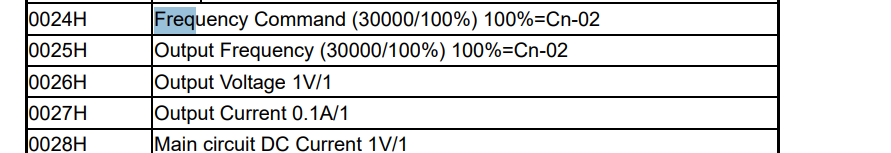 0024H Frequency Command (30000/100%) 100%=Cn-02
0025H Output Frequency (30000/100%) 100%=Cn-02
0026H Output Voltage 1V/1
0027H Output Current 0.1A/1
0028H Main circuit DC Current 1V/1